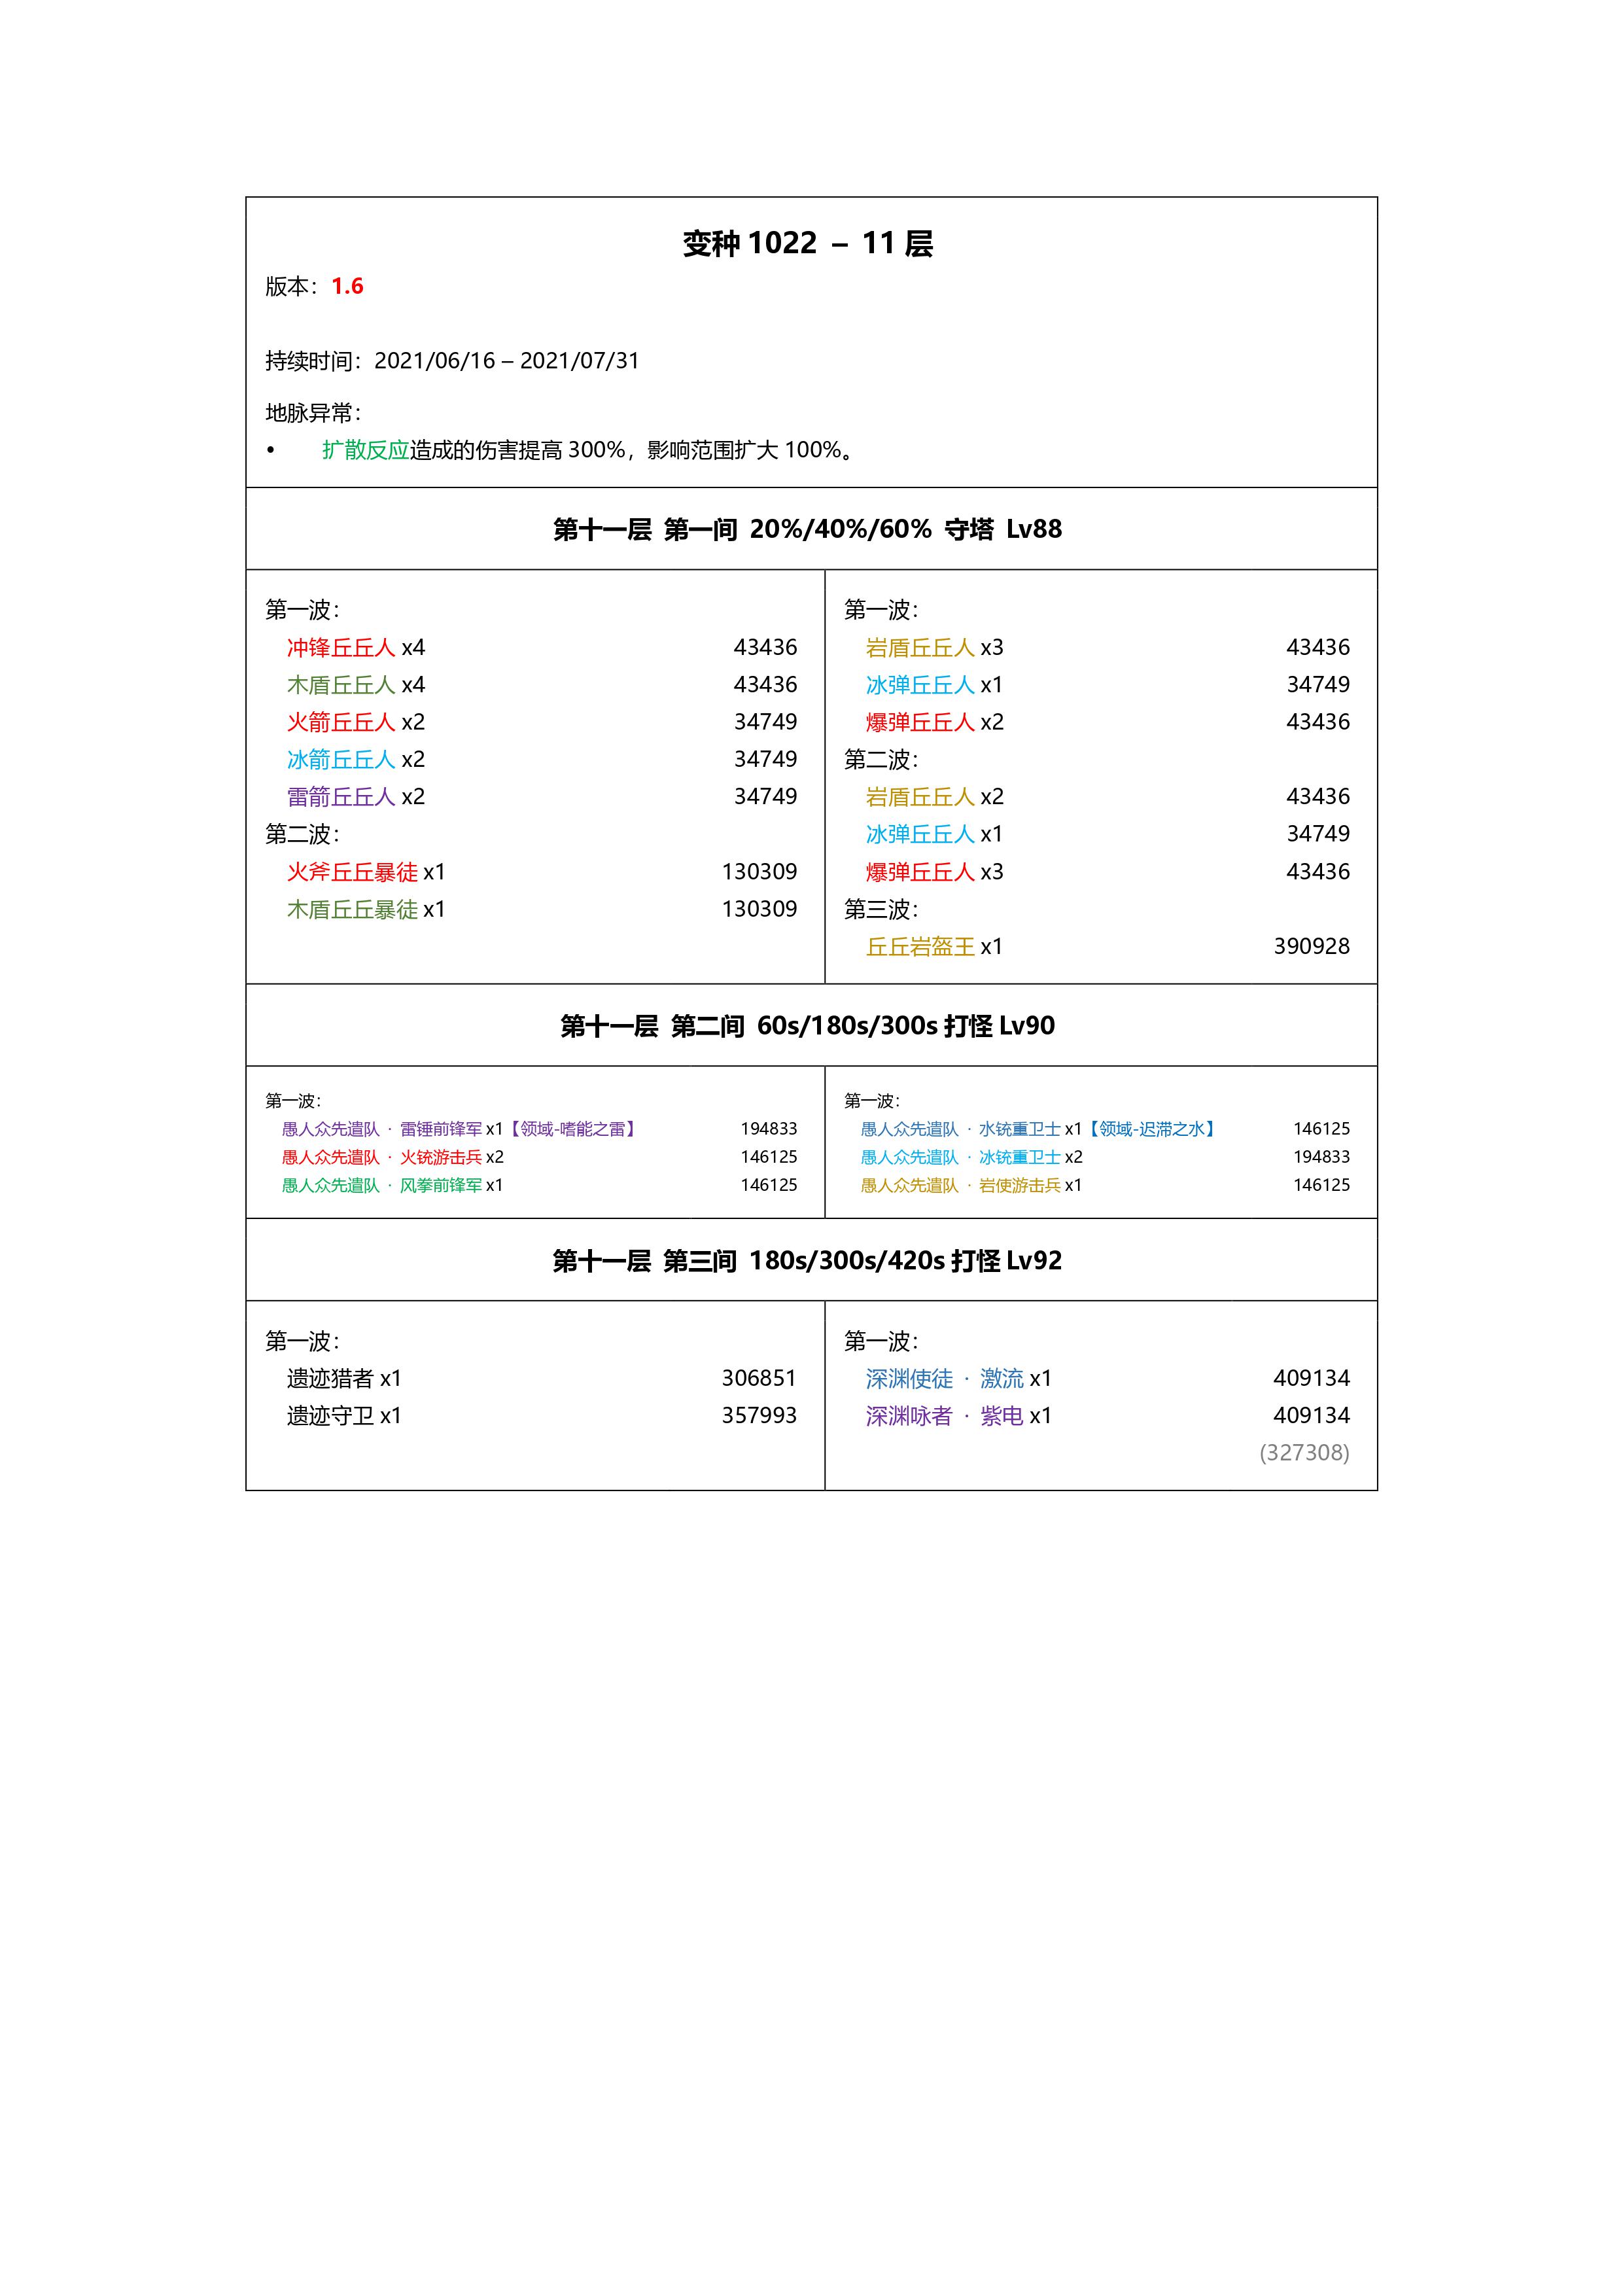 变种 1022 – 11 层
版本：1.6
持续时间：2021/06/16 – 2021/07/31
地脉异常：
• 扩散反应造成的伤害提高 300%，影响范围扩大 100%。
第十一层 第一间 20%/40%/60% 守塔 Lv88
第一波：
冲锋丘丘人 x4 43436
木盾丘丘人 x4 43436
火箭丘丘人 x2 34749
冰箭丘丘人 x2 34749
雷箭丘丘人 x2 34749
第二波：
火斧丘丘暴徒 x1 130309
木盾丘丘暴徒 x1 130309
第一波：
岩盾丘丘人 x3 43436
冰弹丘丘人 x1 34749
爆弹丘丘人 x2 43436
第二波：
岩盾丘丘人 x2 43436
冰弹丘丘人 x1 34749
爆弹丘丘人 x3 43436
第三波：
丘丘岩盔王 x1 390928
第十一层 第二间 60s/180s/300s 打怪 Lv90
第一波：
愚人众先遣队 · 雷锤前锋军 x1【领域-嗜能之雷】 194833
愚人众先遣队 · 火铳游击兵 x2 146125
愚人众先遣队 · 风拳前锋军 x1 146125
第一波：
愚人众先遣队 · 水铳重卫士 x1【领域-迟滞之水】 146125
愚人众先遣队 · 冰铳重卫士 x2 194833
愚人众先遣队 · 岩使游击兵 x1 146125
第十一层 第三间 180s/300s/420s 打怪 Lv92
第一波：
遗迹猎者 x1 306851
遗迹守卫 x1 357993
第一波：
深渊使徒 · 激流 x1 409134
深渊咏者 · 紫电 x1 409134
(327308)